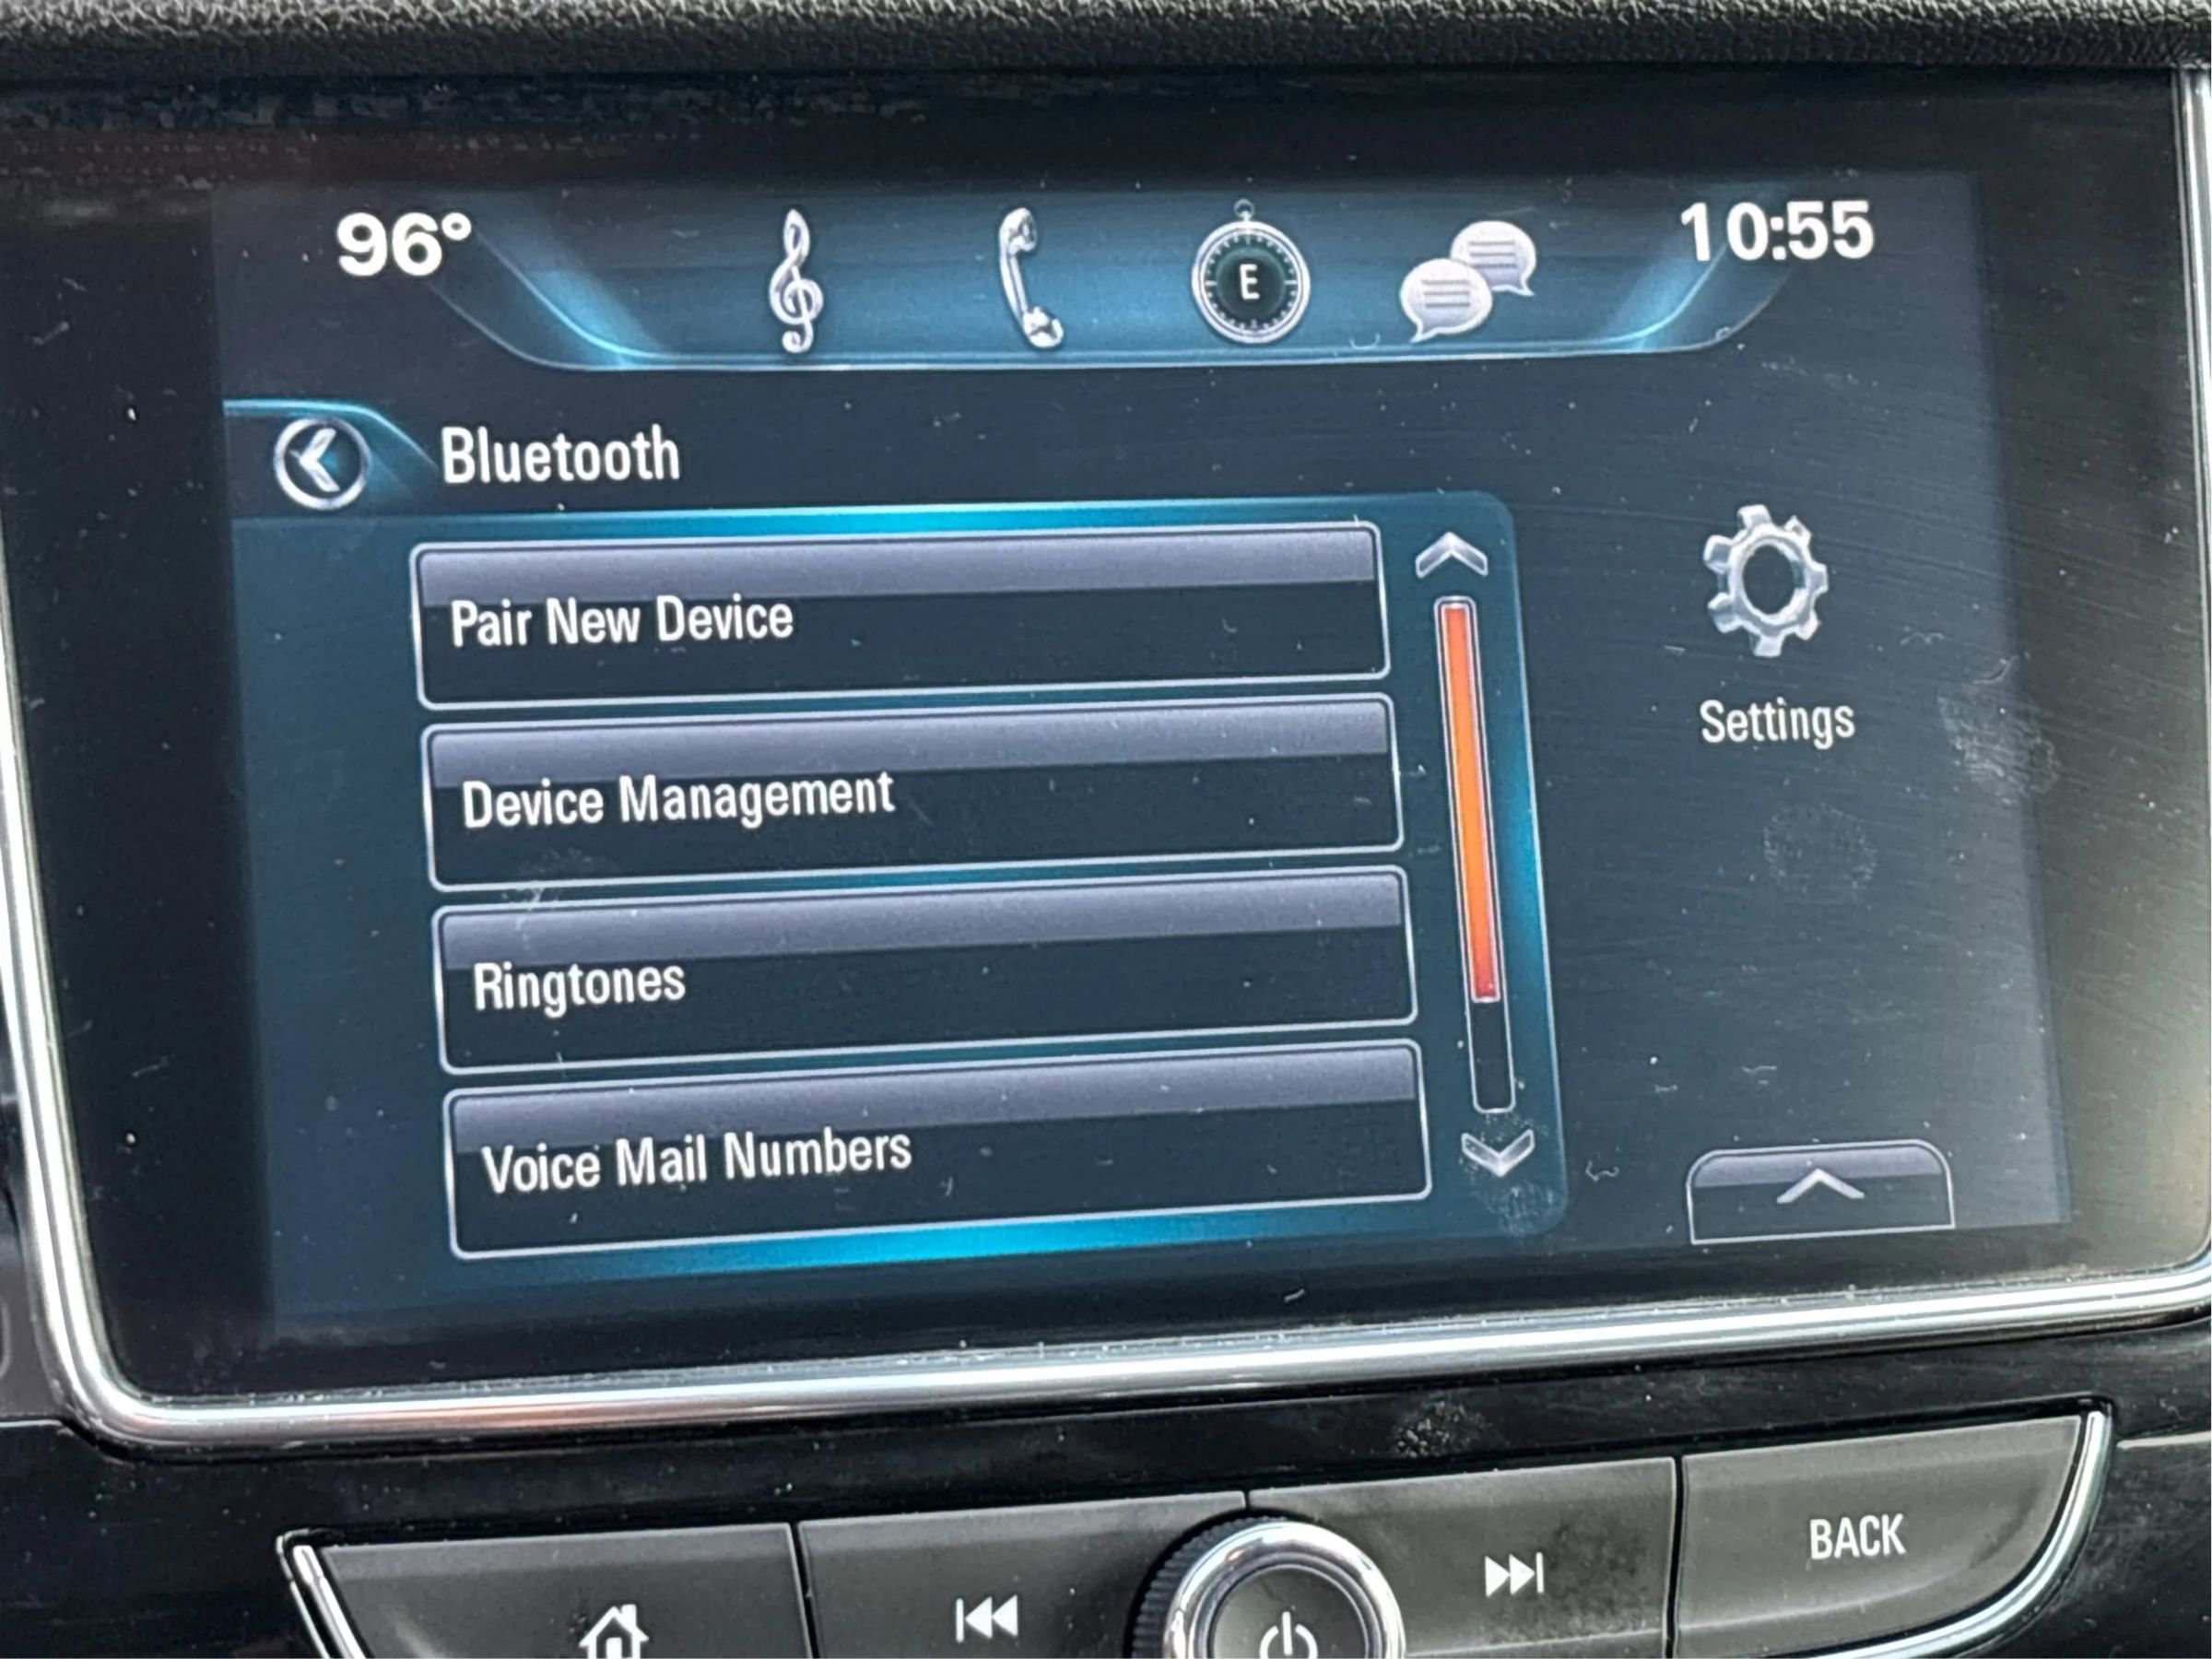 96°
E
10:55
Bluetooth
Pair New Device
Settings
Device Management
Ringtones
Voice Mail Numbers
BACK